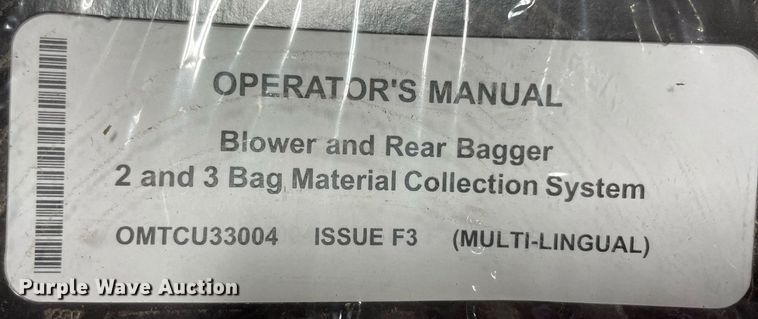 OPERATOR'S MANUAL
Blower and Rear Bagger
2 and 3 Bag Material Collection System
OMTCU33004 ISSUE F3 (MULTI-LINGUAL)
Purple Wave Auction